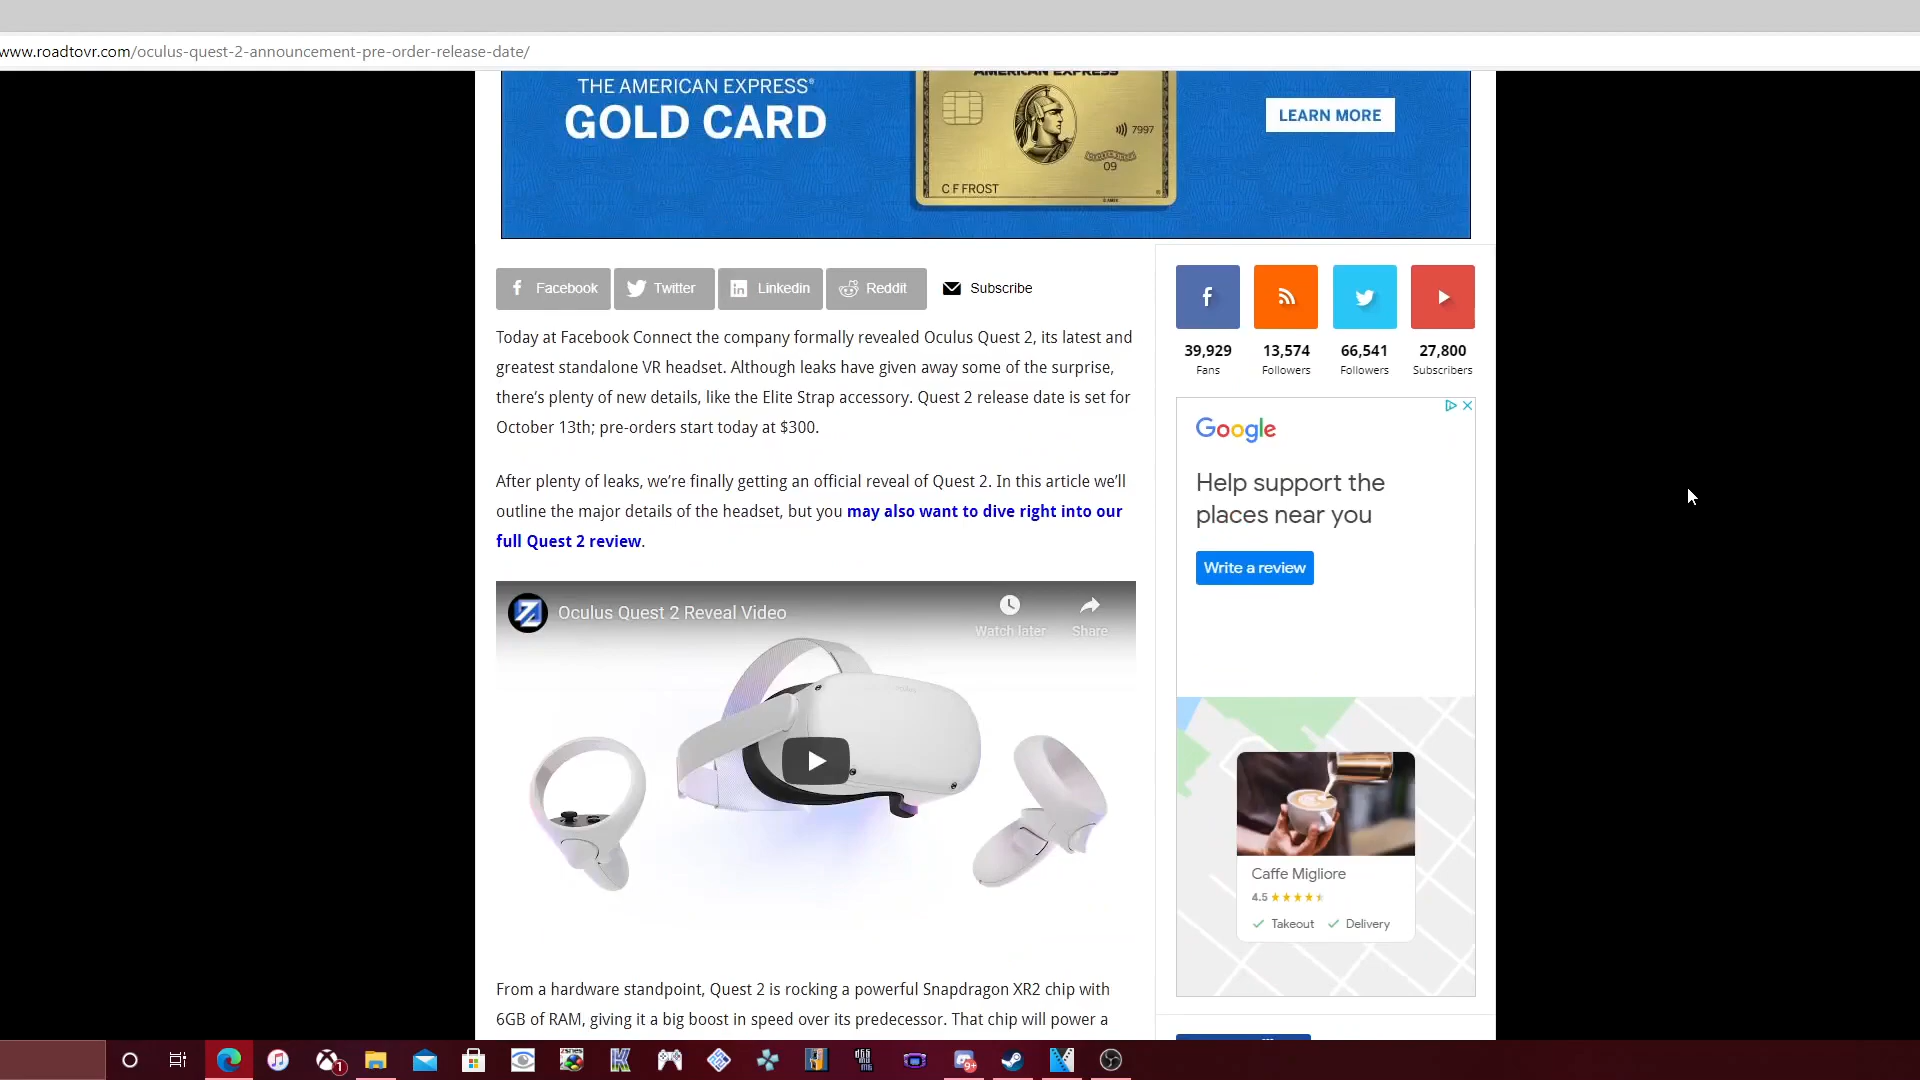 www.roadtovr.com/oculus-quest-2-announcement-pre-order-release-date/
THE AMERICAN EXPRESS®
GOLD CARD
AMERICAN EXPRESS
7997
09
C F FROST
LEARN MORE
Facebook
Twitter
Linkedin
Reddit
Subscribe
Today at Facebook Connect the company formally revealed Oculus Quest 2, its latest and
greatest standalone VR headset. Although leaks have given away some of the surprise,
there's plenty of new details, like the Elite Strap accessory. Quest 2 release date is set for
October 13th; pre-orders start today at $300.
After plenty of leaks, we're finally getting an official reveal of Quest 2. In this article we'll
outline the major details of the headset, but you may also want to dive right into our
full Quest 2 review.
Oculus Quest 2 Reveal Video
Watch later
Share
From a hardware standpoint, Quest 2 is rocking a powerful Snapdragon XR2 chip with
6GB of RAM, giving it a big boost in speed over its predecessor. That chip will power a
39,929
Fans
13,574
Followers
66,541
Followers
27,800
Subscribers
Google
Help support the
places near you
Write a review
Caffe Migliore
4.5
Takeout
Delivery
1
9+